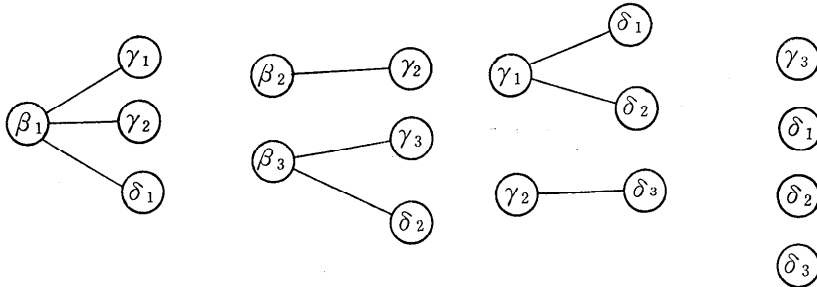 β₁ γ₁
γ₂
δ₁
β₂ γ₂
β₃ γ₃
δ₂
γ₁ δ₁
δ₂
γ₂ δ₃
γ₃
δ₁
δ₂
δ₃